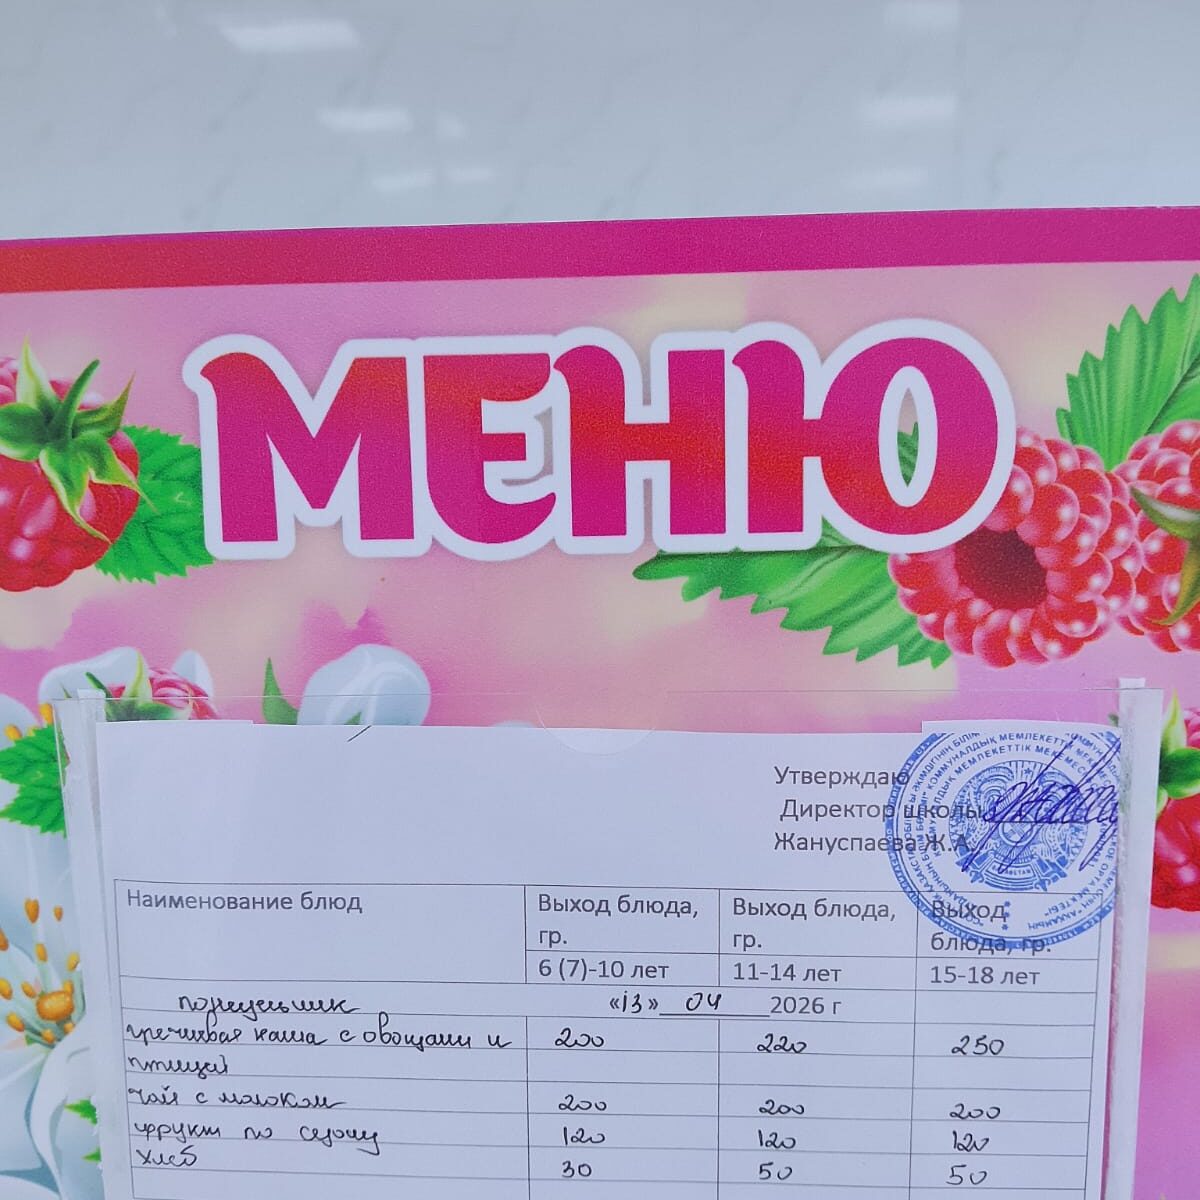 МЕНЮ
Утверждаю
Директор школы
Жануспаева Ж.А.
Наименование блюд
Выход блюда, гр.
Выход блюда, гр.
Выход блюда, гр.
6 (7)-10 лет
11-14 лет
15-18 лет
понедельник «13» 04 2026 г
гречневая каша с овощами и 200 220 250
птицей
чай с молоком 200 200 200
фрукт по сезону 120 120 120
хлеб 30 50 50